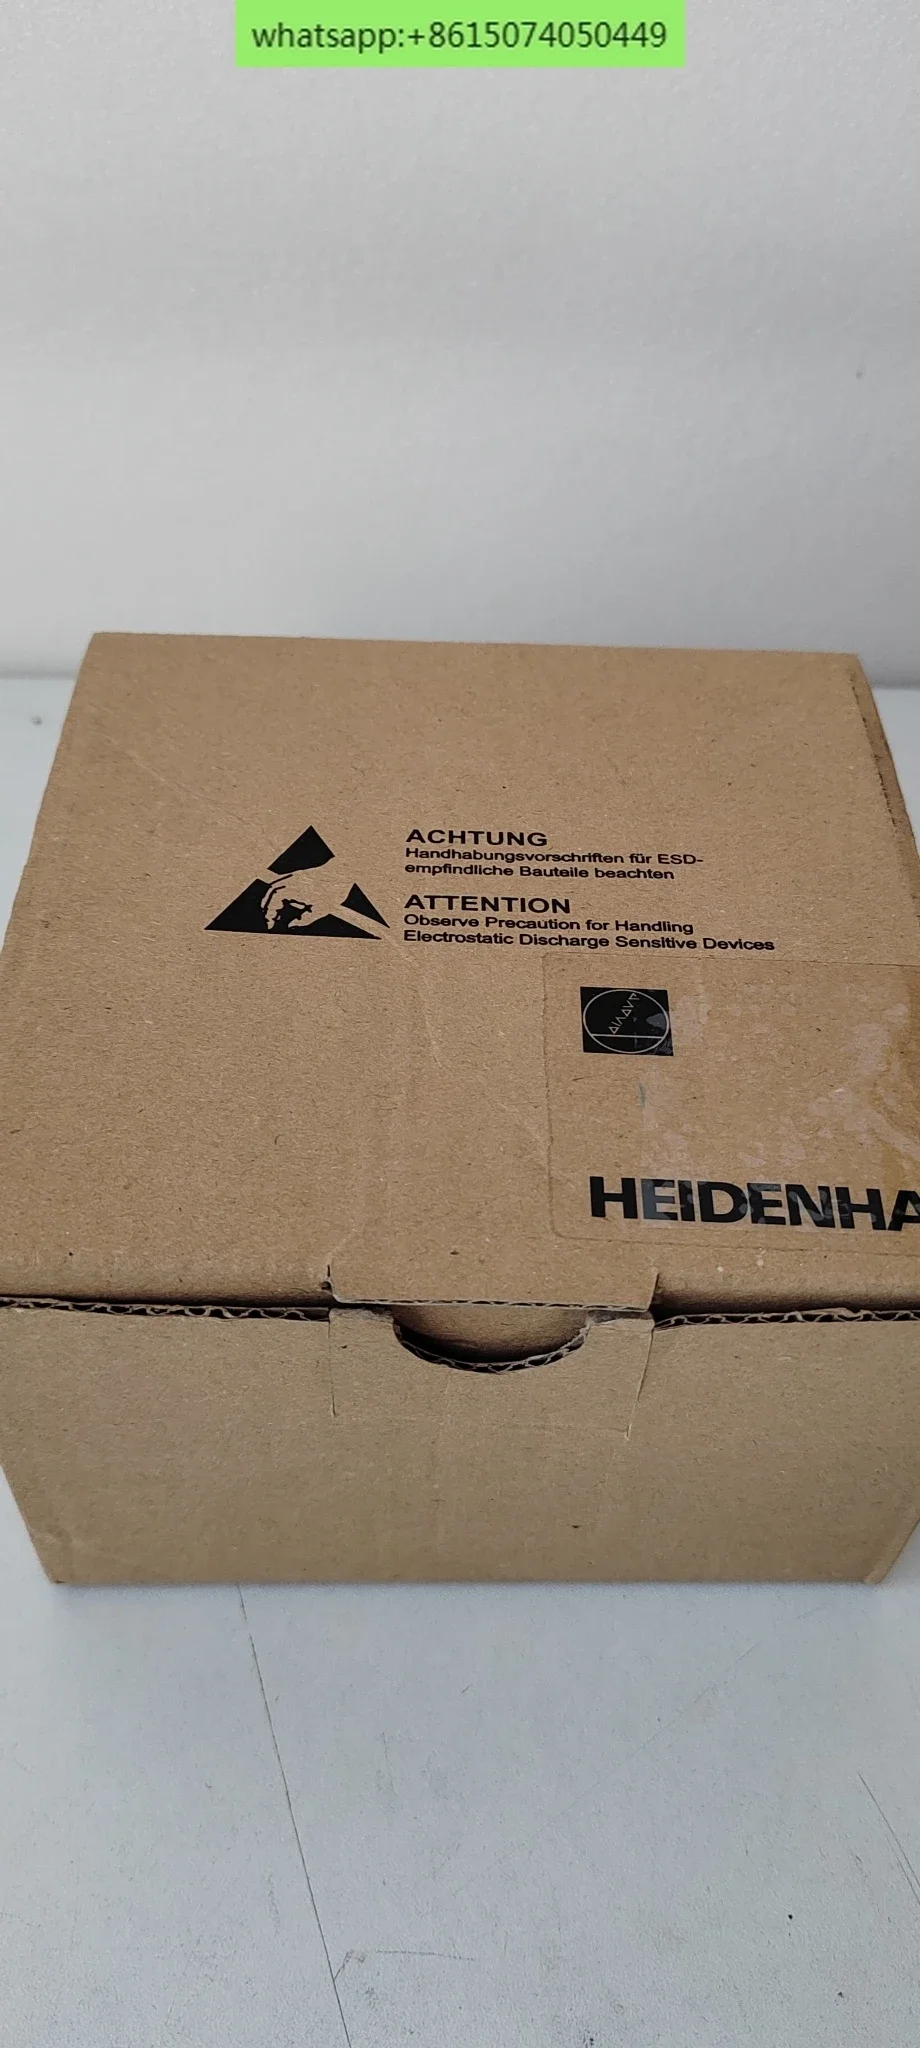 whatsapp:+8615074050449
ACHTUNG
Handhabungsvorschriften für ESD-
empfindliche Bauteile beachten
ATTENTION
Observe Precaution for Handling
Electrostatic Discharge Sensitive Devices
HEIDENHA